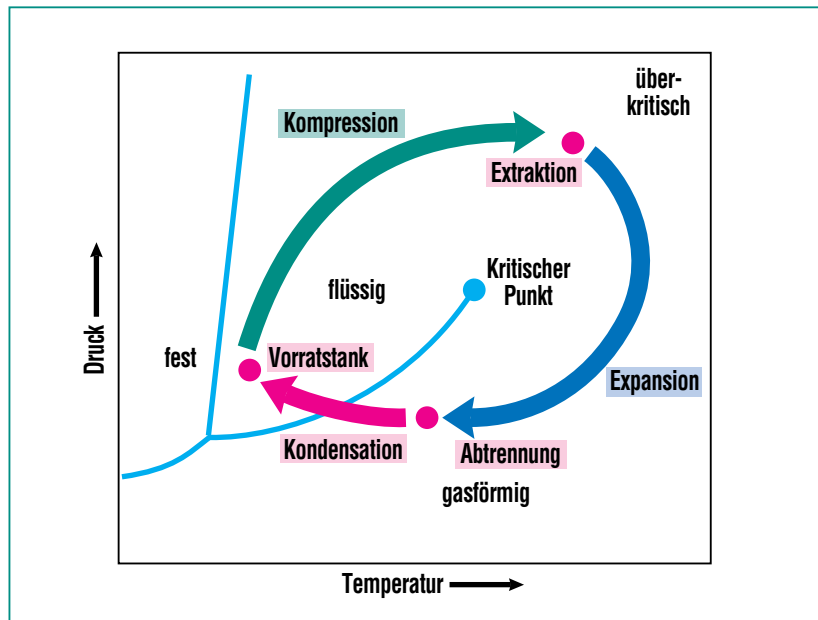 über-
kritisch
Kompression
Extraktion
Kritischer
Punkt
flüssig
Druck
fest
Vorratstank
Expansion
Kondensation
Abtrennung
gasförmig
Temperatur